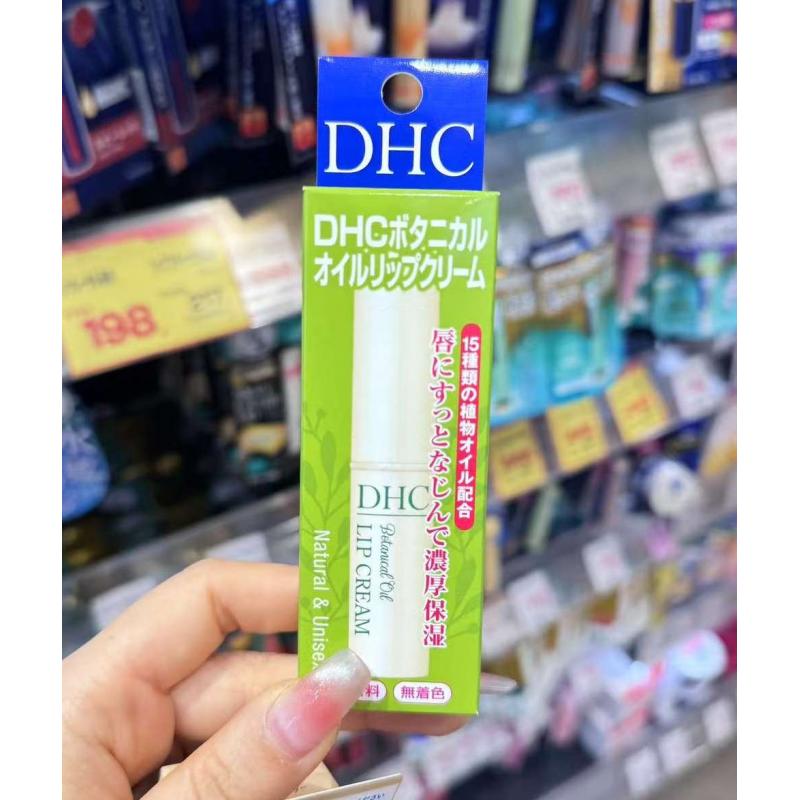 DHC
DHCボタニカル
オイルリップクリーム
15種類の植物オイル配合
唇にすっとなじんで濃厚保湿
DHC
Botanical Oil
LIP CREAM
Natural &
無着色
198